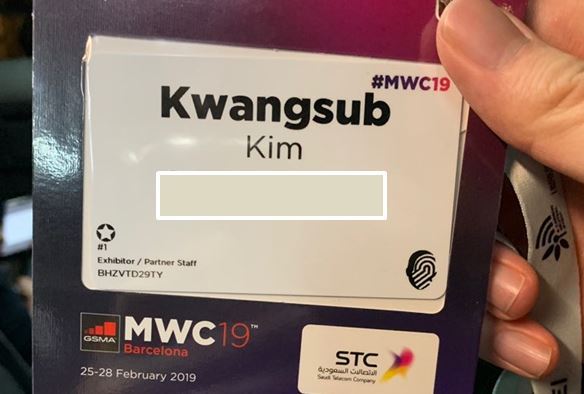 #MWC19
Kwangsub
Kim
#1
Exhibitor / Partner Staff
BHZVTD29TY
GSMA
MWC19™
Barcelona
25-28 February 2019
STC
الاتصالات السعودية
Saudi Telecom Company